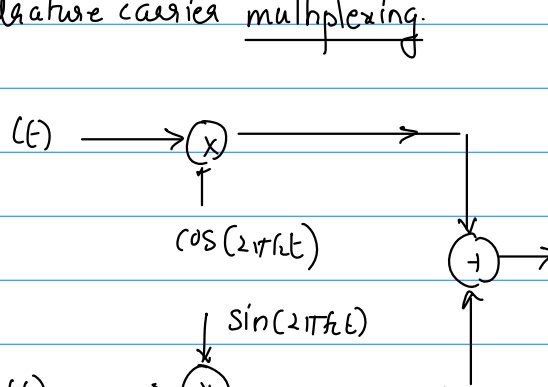 drature carrier multiplexing.
(t)
X
cos(2πfct)
+
sin(2πfct)